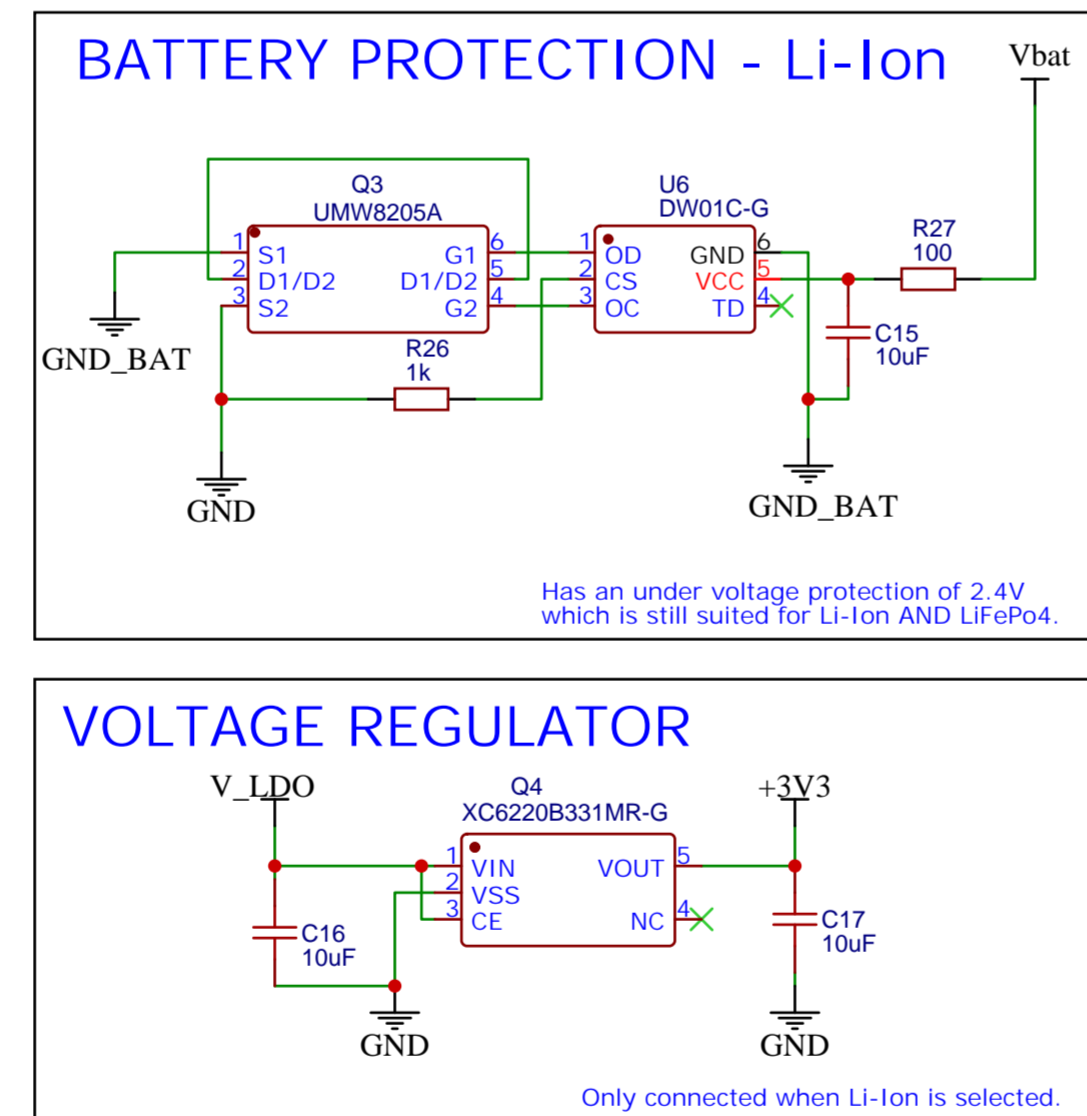 BATTERY PROTECTION - Li-Ion
Vbat
Q3
UMW8205A
U6
DW01C-G
R27
100
1
S1
G1
6
2
D1/D2
D1/D2
5
3
S2
G2
4
1
OD
GND
6
2
CS
VCC
5
3
OC
TD
4
C15
10uF
GND_BAT
R26
1k
GND
GND_BAT
Has an under voltage protection of 2.4V
which is still suited for Li-Ion AND LiFePo4.
VOLTAGE REGULATOR
V_LDO
Q4
XC6220B331MR-G
+3V3
1
VIN
VOUT
5
2
VSS
3
CE
NC
4
C16
10uF
C17
10uF
GND
GND
Only connected when Li-Ion is selected.